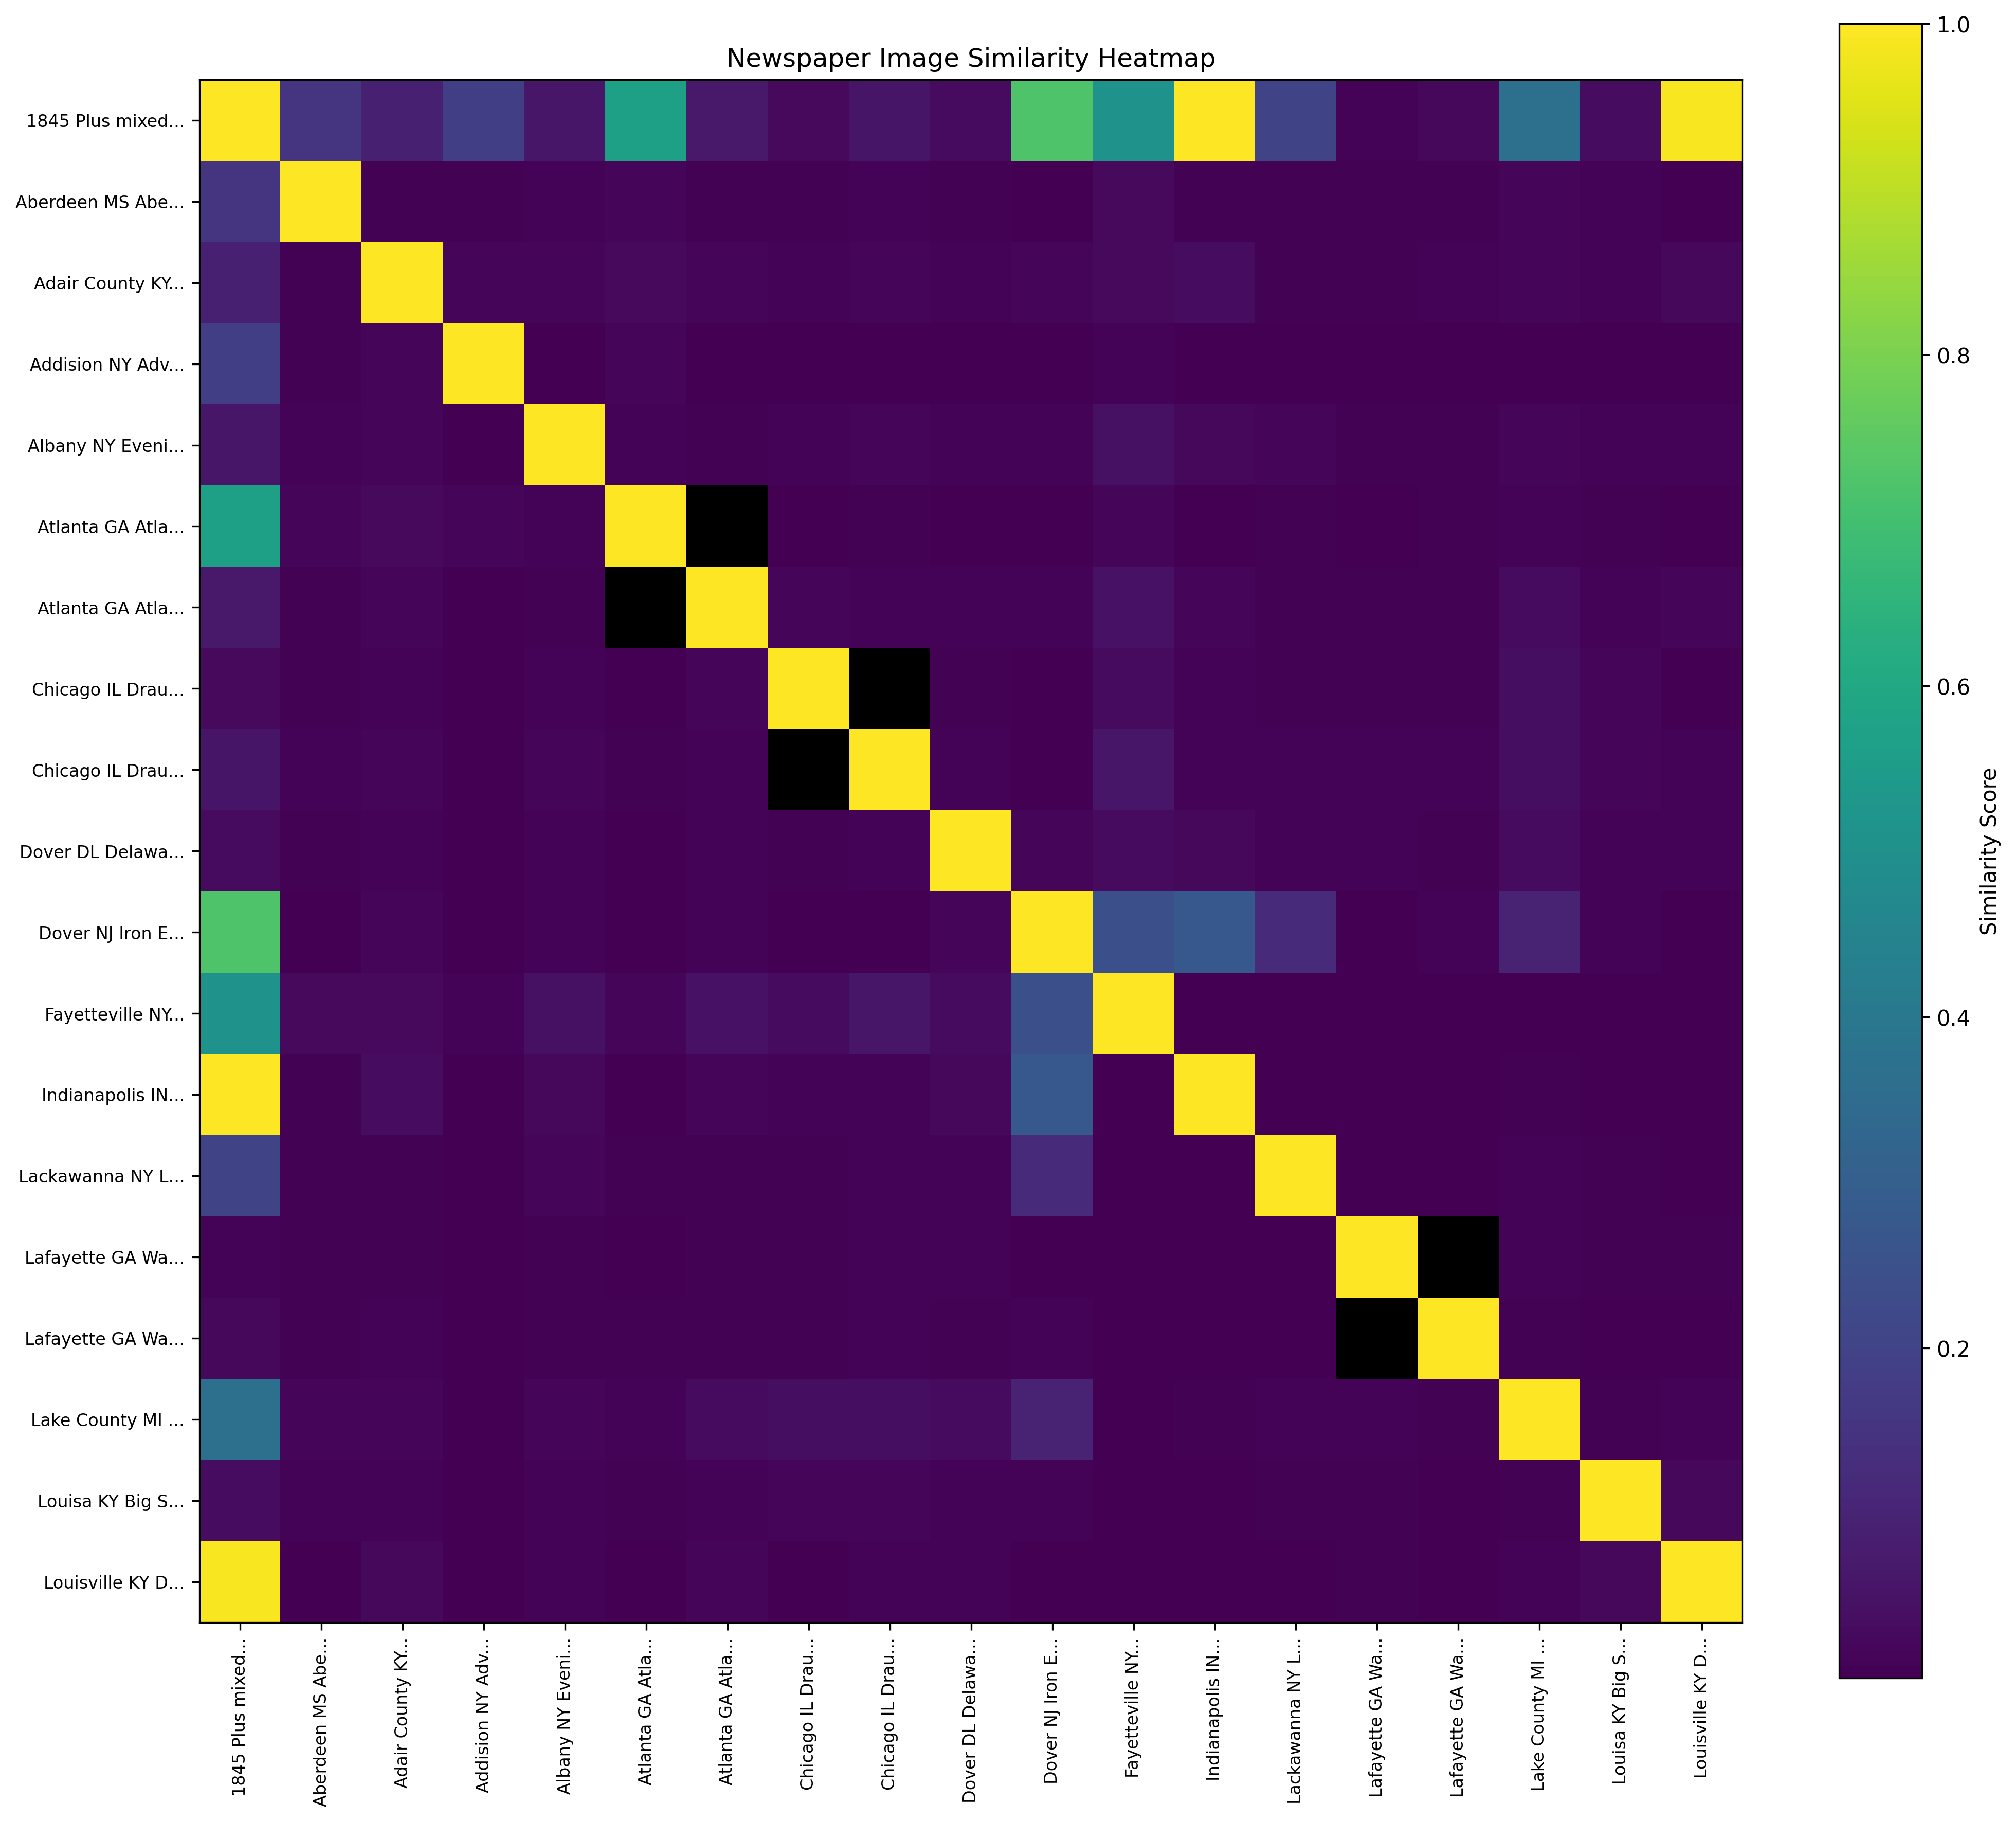 Newspaper Image Similarity Heatmap
1845 Plus mixed...
Aberdeen MS Abe...
Adair County KY...
Addision NY Adv...
Albany NY Eveni...
Atlanta GA Atla...
Atlanta GA Atla...
Chicago IL Drau...
Chicago IL Drau...
Dover DL Delawa...
Dover NJ Iron E...
Fayetteville NY...
Indianapolis IN...
Lackawanna NY L...
Lafayette GA Wa...
Lafayette GA Wa...
Lake County MI ...
Louisa KY Big S...
Louisville KY D...
1845 Plus mixed...
Aberdeen MS Abe...
Adair County KY...
Addision NY Adv...
Albany NY Eveni...
Atlanta GA Atla...
Atlanta GA Atla...
Chicago IL Drau...
Chicago IL Drau...
Dover DL Delawa...
Dover NJ Iron E...
Fayetteville NY...
Indianapolis IN...
Lackawanna NY L...
Lafayette GA Wa...
Lafayette GA Wa...
Lake County MI ...
Louisa KY Big S...
Louisville KY D...
1.0
0.8
0.6
0.4
0.2
Similarity Score